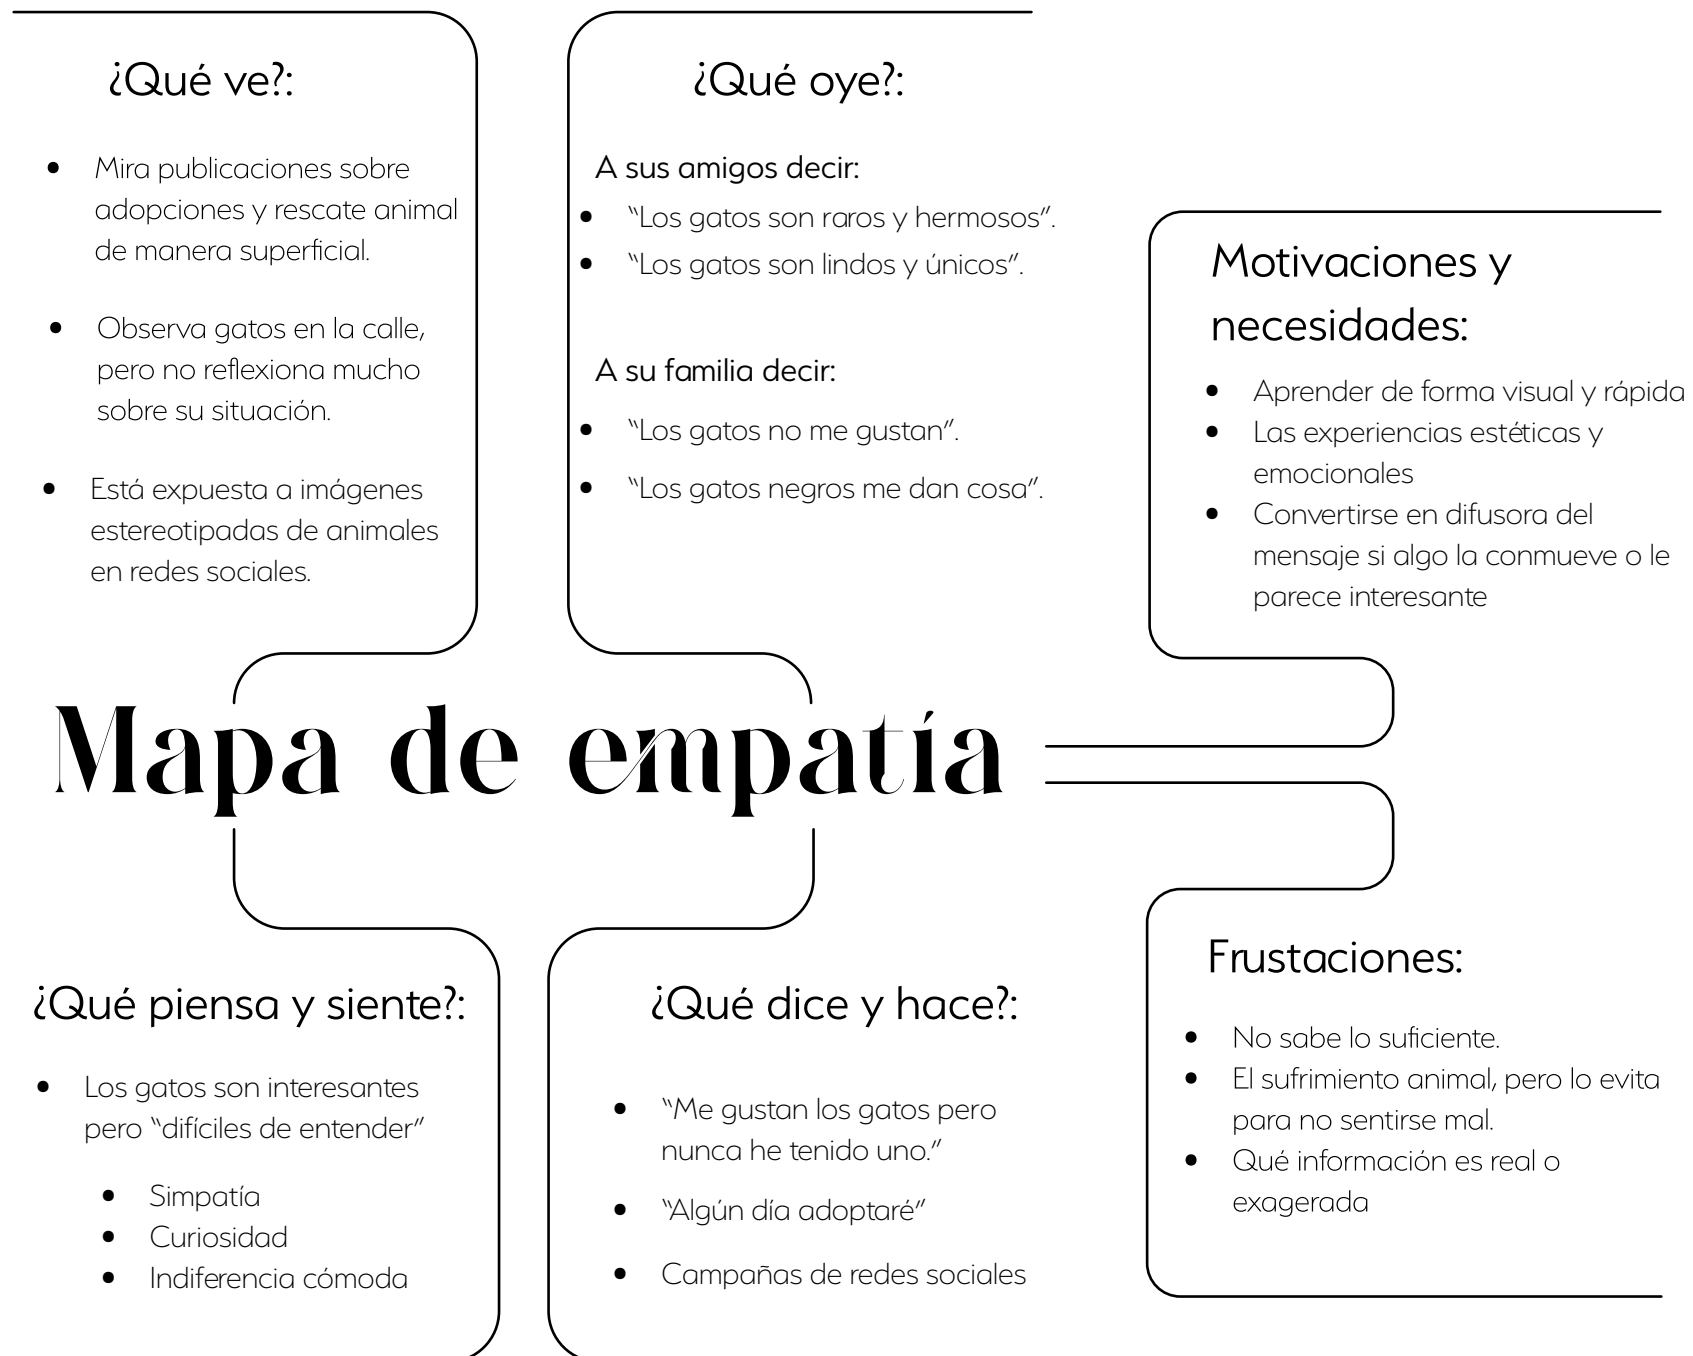 ¿Qué ve?:
Mira publicaciones sobre
adopciones y rescate animal
de manera superficial.
Observa gatos en la calle,
pero no reflexiona mucho
sobre su situación.
Está expuesta a imágenes
estereotipadas de animales
en redes sociales.
¿Qué oye?:
A sus amigos decir:
“Los gatos son raros y hermosos”.
“Los gatos son lindos y únicos”.
A su familia decir:
“Los gatos no me gustan”.
“Los gatos negros me dan cosa”.
Motivaciones y
necesidades:
Aprender de forma visual y rápida
Las experiencias estéticas y
emocionales
Convertirse en difusora del
mensaje si algo la conmueve o le
parece interesante
Mapa de empatía
¿Qué piensa y siente?:
Los gatos son interesantes
pero “difíciles de entender”
Simpatía
Curiosidad
Indiferencia cómoda
¿Qué dice y hace?:
“Me gustan los gatos pero
nunca he tenido uno.”
“Algún día adoptaré”
Campañas de redes sociales
Frustaciones:
No sabe lo suficiente.
El sufrimiento animal, pero lo evita
para no sentirse mal.
Qué información es real o
exagerada